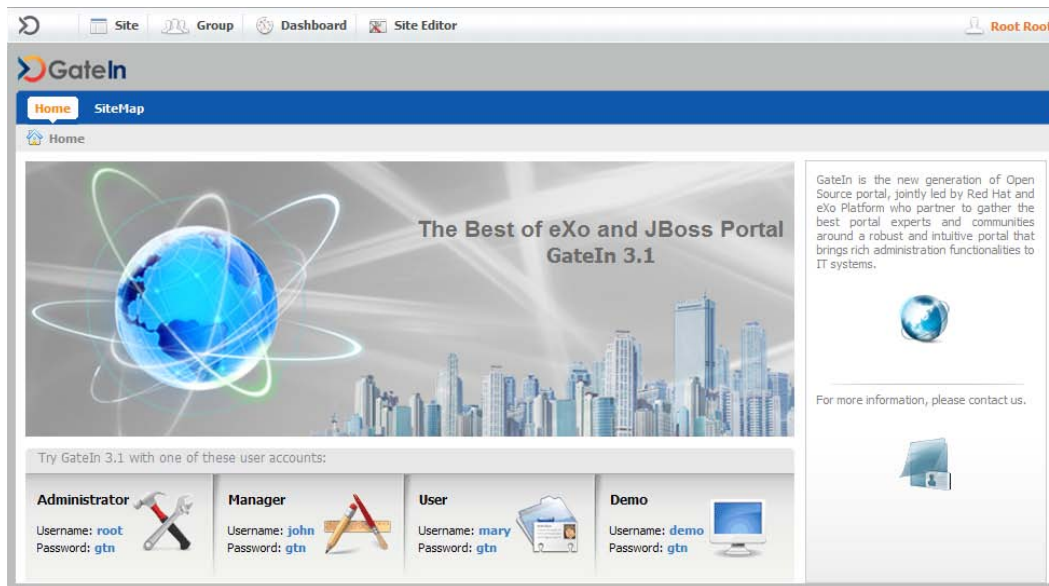 Site Group Dashboard Site Editor Root Root
GateIn
Home SiteMap
Home
The Best of eXo and JBoss Portal
GateIn 3.1
GateIn is the new generation of Open
Source portal, jointly led by Red Hat and
eXo Platform who partner to gather the
best portal experts and communities
around a robust and intuitive portal that
brings rich administration functionalities to
IT systems.
For more information, please contact us.
Try GateIn 3.1 with one of these user accounts:
Administrator
Username: root
Password: gtn
Manager
Username: john
Password: gtn
User
Username: mary
Password: gtn
Demo
Username: demo
Password: gtn